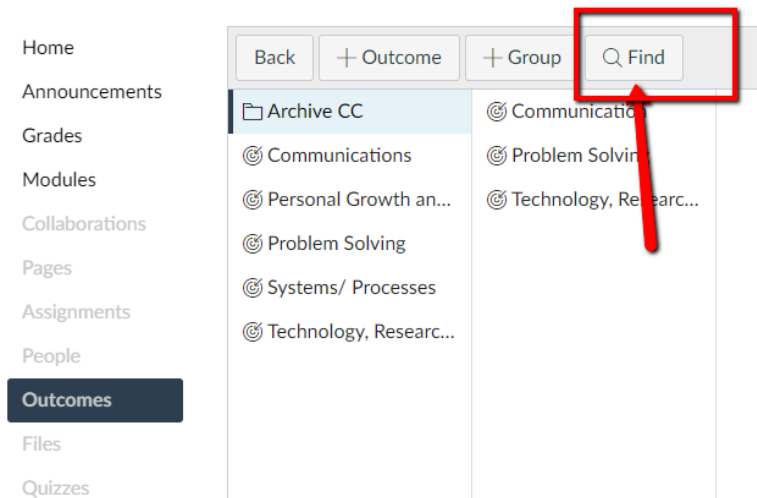 Home
Announcements
Grades
Modules
Collaborations
Pages
Assignments
People
Outcomes
Files
Quizzes
Back
+ Outcome
+ Group
Find
Archive CC
Communications
Personal Growth an...
Problem Solving
Systems/ Processes
Technology, Researc...
Communication
Problem Solving
Technology, Researc...